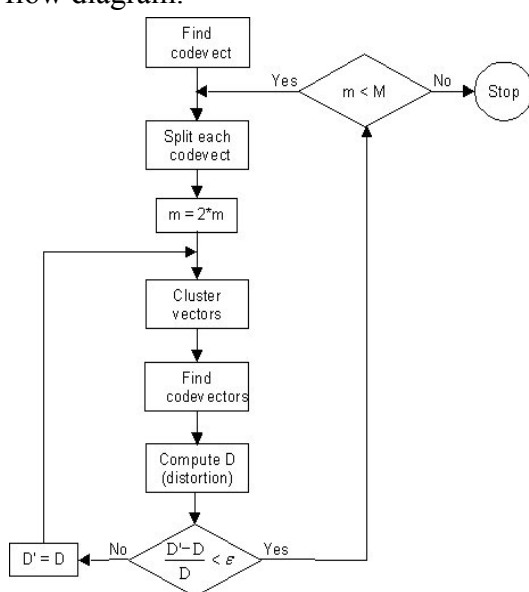 flow diagram.
Find
codevect
Yes
m < M
No
Stop
Split each
codevect
m = 2*m
Cluster
vectors
Find
codevectors
Compute D
(distortion)
D' = D
No
D'-D
D
< ε
Yes